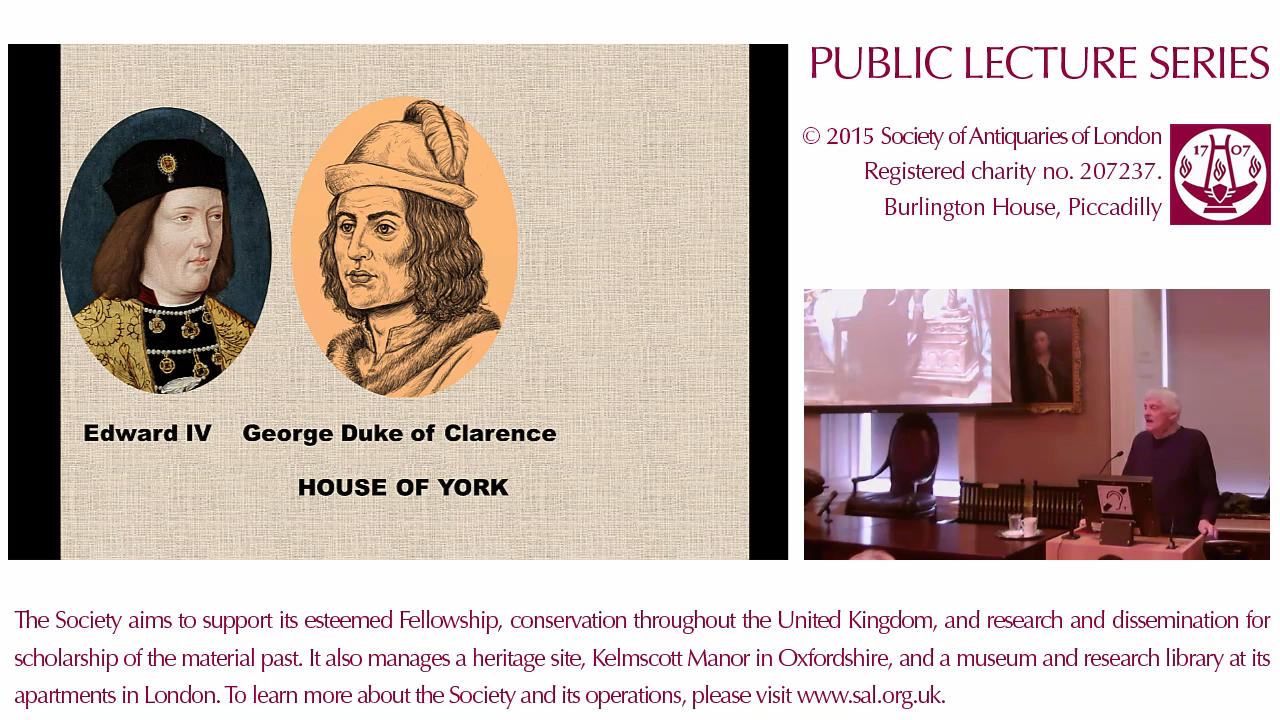 PUBLIC LECTURE SERIES
© 2015 Society of Antiquaries of London
Registered charity no. 207237.
Burlington House, Piccadilly
17 07
Edward IV George Duke of Clarence
HOUSE OF YORK
The Society aims to support its esteemed Fellowship, conservation throughout the United Kingdom, and research and dissemination for
scholarship of the material past. It also manages a heritage site, Kelmscott Manor in Oxfordshire, and a museum and research library at its
apartments in London. To learn more about the Society and its operations, please visit www.sal.org.uk.